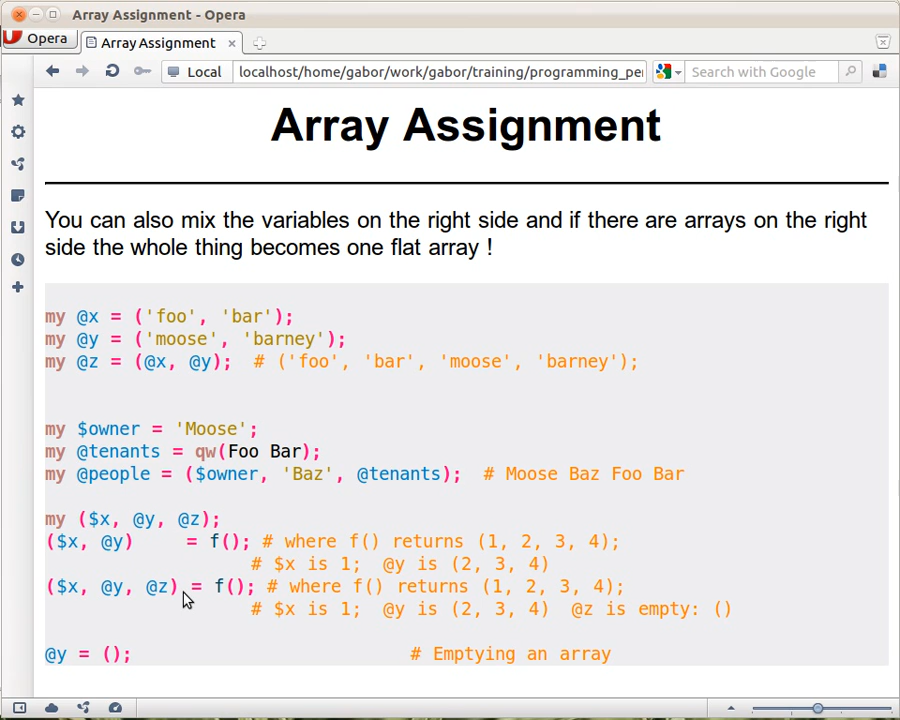 Array Assignment - Opera
Opera
Array Assignment
Local
localhost/home/gabor/work/gabor/training/programming_pe
Search with Google
Array Assignment
You can also mix the variables on the right side and if there are arrays on the right
side the whole thing becomes one flat array !
my @x = ('foo', 'bar');
my @y = ('moose', 'barney');
my @z = (@x, @y);  # ('foo', 'bar', 'moose', 'barney');
my $owner = 'Moose';
my @tenants = qw(Foo Bar);
my @people = ($owner, 'Baz', @tenants);  # Moose Baz Foo Bar
my ($x, @y, @z);
($x, @y)     = f(); # where f() returns (1, 2, 3, 4);
# $x is 1;  @y is (2, 3, 4)
($x, @y, @z) = f(); # where f() returns (1, 2, 3, 4);
# $x is 1;  @y is (2, 3, 4)  @z is empty: ()
@y = ();                         # Emptying an array